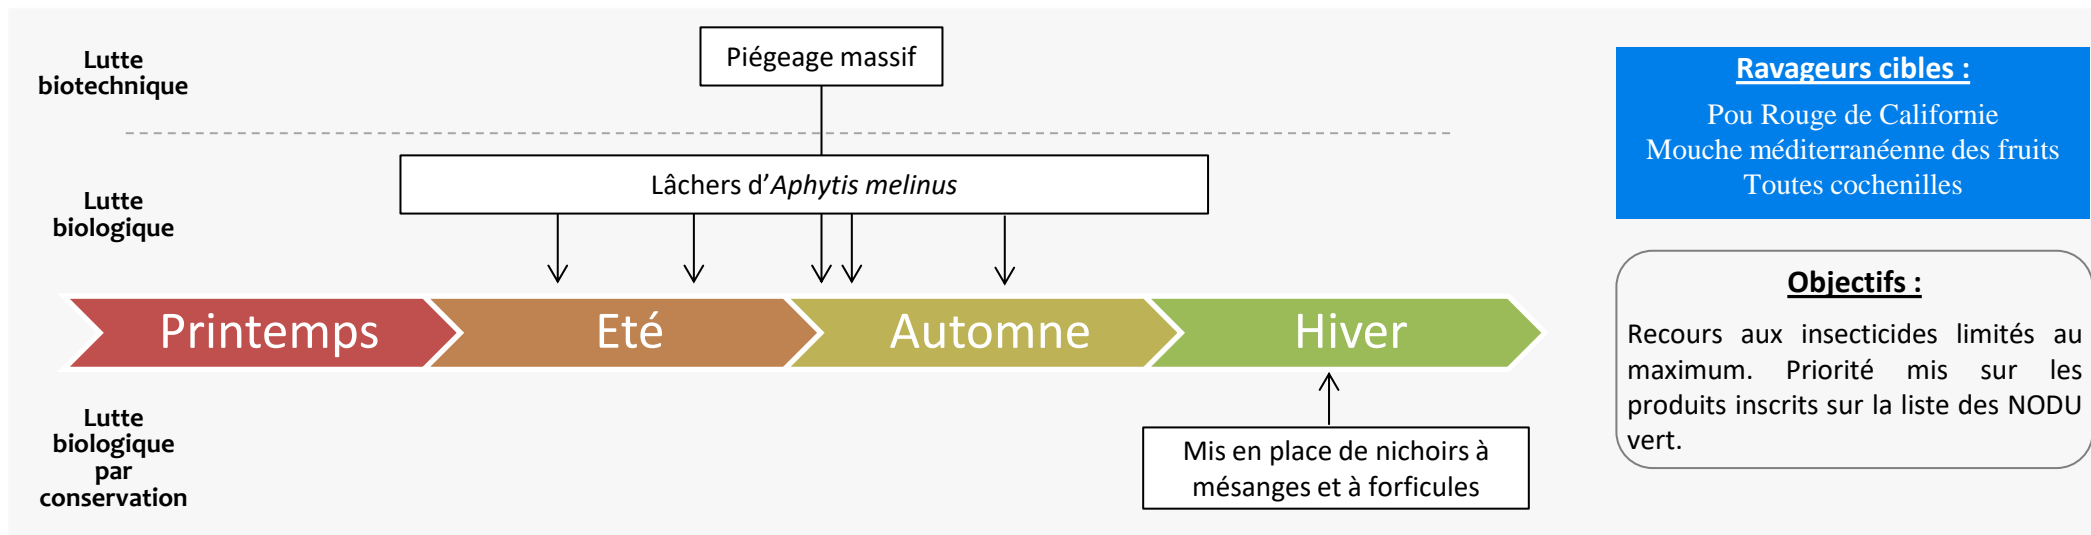 Lutte
biotechnique
Piégeage massif
Lutte
biologique
Lâchers d’Aphytis melinus
Printemps
Eté
Automne
Hiver
Lutte
biologique
par
conservation
Mis en place de nichoirs à
mésanges et à forficules
Ravageurs cibles :
Pou Rouge de Californie
Mouche méditerranéenne des fruits
Toutes cochenilles
Objectifs :
Recours aux insecticides limités au
maximum. Priorité mis sur les
produits inscrits sur la liste des NODU
vert.